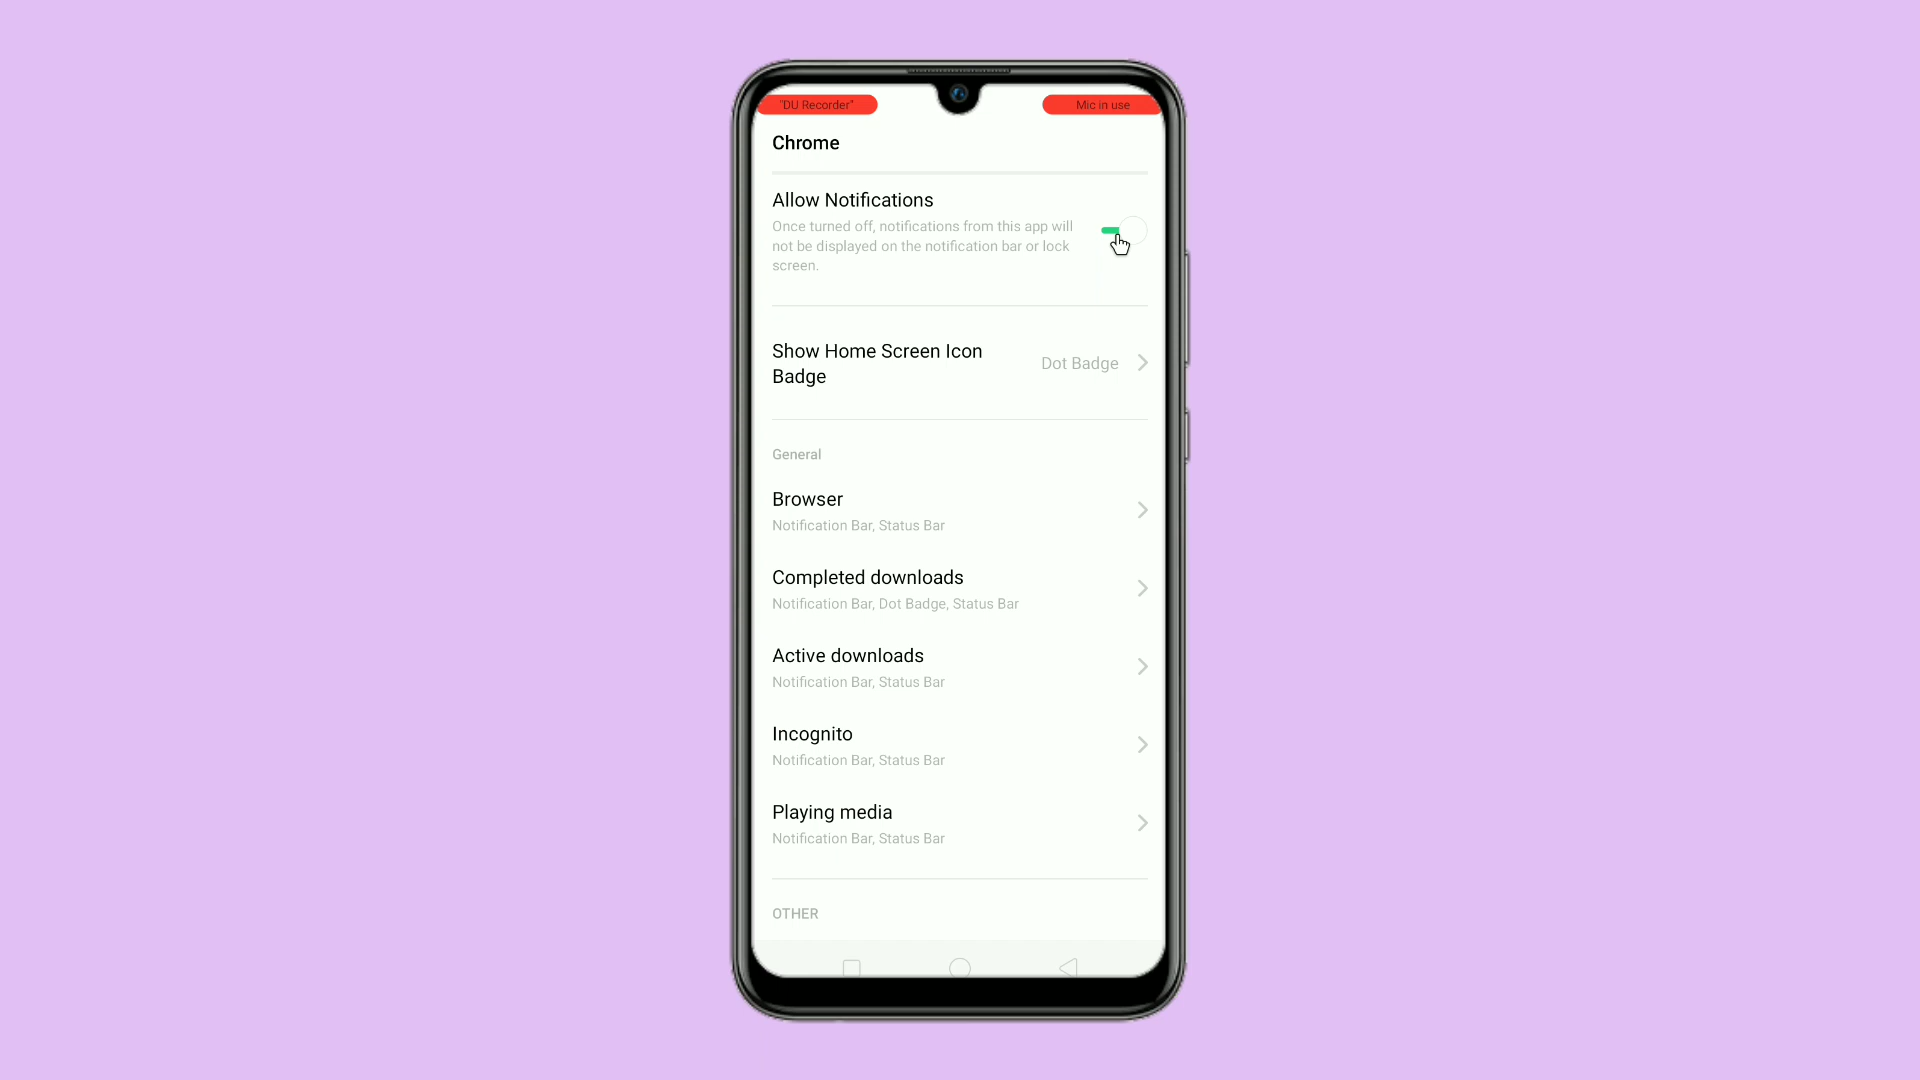 "DU Recorder" Mic in use
Chrome
Allow Notifications
Once turned off, notifications from this app will
not be displayed on the notification bar or lock
screen.
Show Home Screen Icon
Badge
Dot Badge
General
Browser
Notification Bar, Status Bar
Completed downloads
Notification Bar, Dot Badge, Status Bar
Active downloads
Notification Bar, Status Bar
Incognito
Notification Bar, Status Bar
Playing media
Notification Bar, Status Bar
OTHER